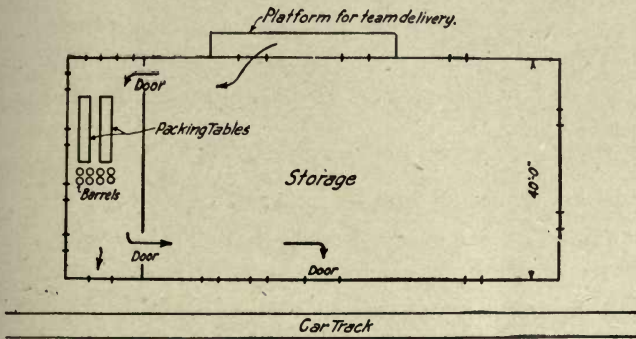 Platform for team delivery.
Door
Packing Tables
Storage
Barrels
40'-0"
Door
Door
Car Track